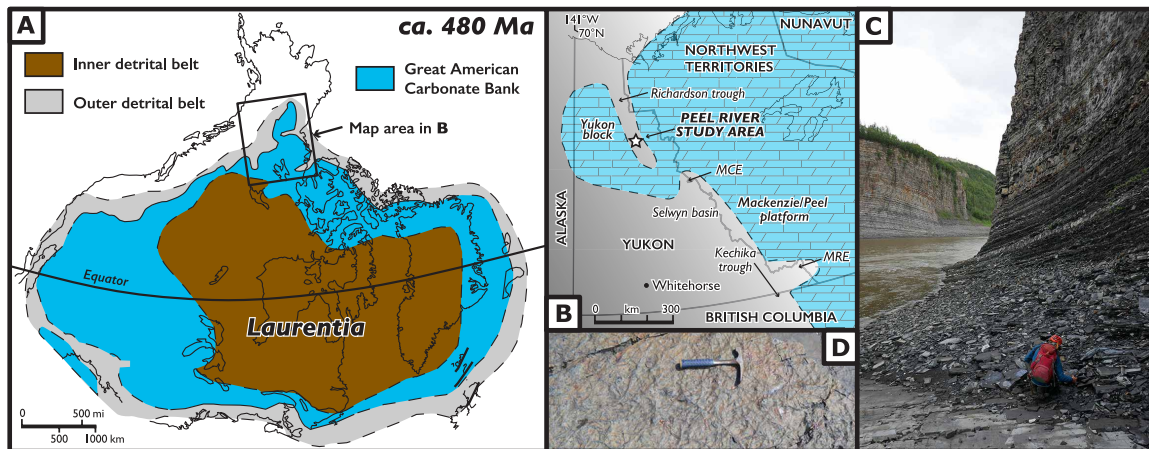 A
ca. 480 Ma
Inner detrital belt
Outer detrital belt
Great American
Carbonate Bank
Map area in B
Equator
Laurentia
0 500 mi
500 1000 km
141°W
70°N
NUNAVUT
NORTHWEST
TERRITORIES
Richardson trough
PEEL RIVER
STUDY AREA
Yukon
block
MCE
ALASKA
Selwyn basin
Mackenzie/Peel
platform
YUKON
Kechika
trough
MRE
Whitehorse
0 km 300
BRITISH COLUMBIA
B
D
C